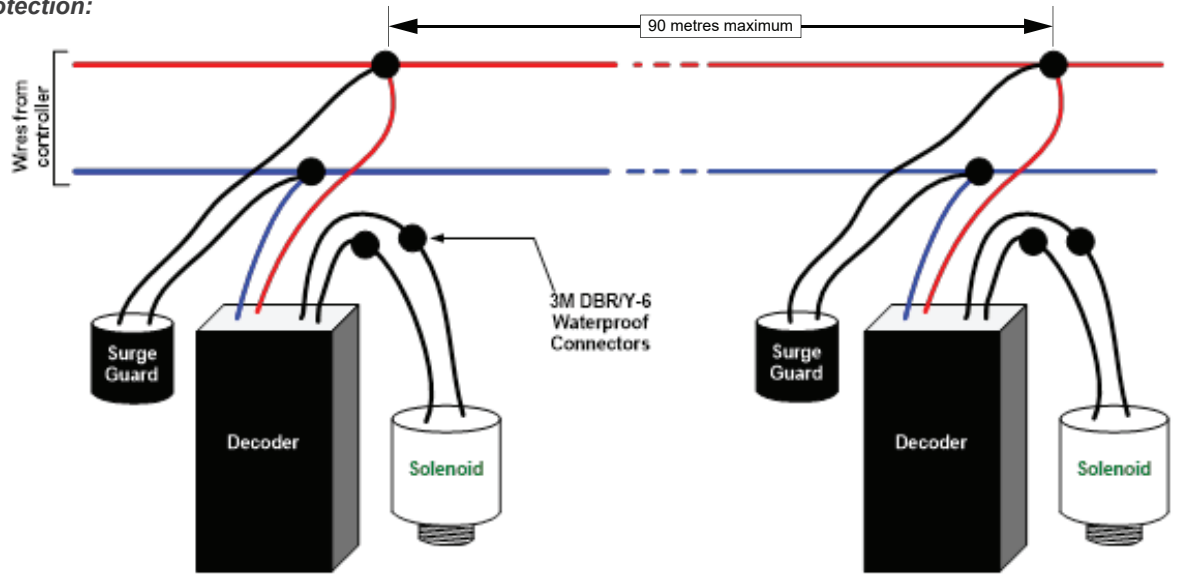 otection:
90 metres maximum
Wires from
controller
3M DBR/Y-6
Waterproof
Connectors
Surge
Guard
Decoder
Solenoid
Surge
Guard
Decoder
Solenoid